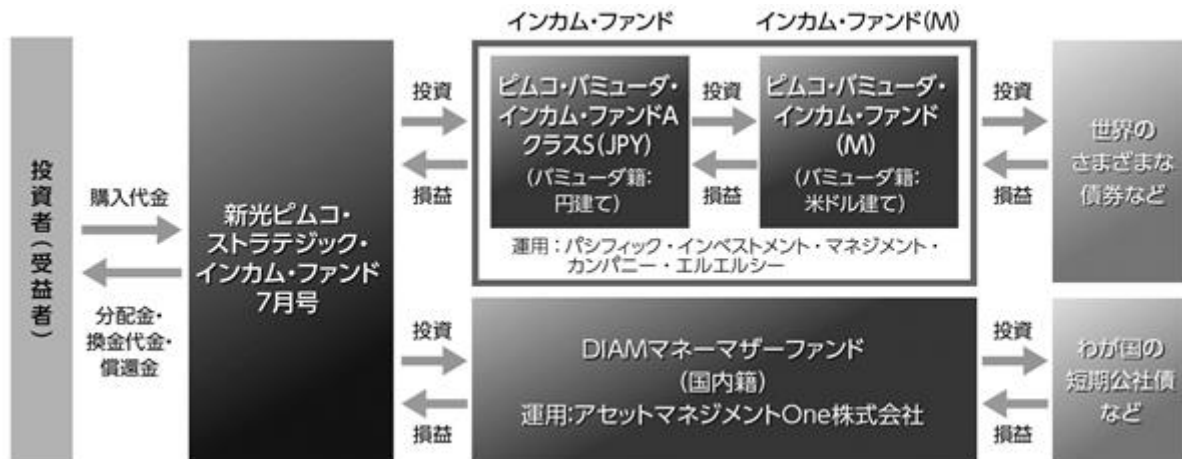 インカム・ファンド
インカム・ファンド(M)
投資者(受益者)
購入代金
分配金・
換金代金・
償還金
新光ピムコ・
ストラテジック・
インカム・ファンド
7月号
投資
損益
ピムコ・バミューダ・
インカム・ファンドA
クラスS(JPY)
(バミューダ籍:
円建て)
投資
損益
ピムコ・バミューダ・
インカム・ファンド
(M)
(バミューダ籍:
米ドル建て)
運用:パシフィック・インベストメント・マネジメント・
カンパニー・エルエルシー
投資
損益
世界の
さまざまな
債券など
投資
損益
DIAMマネーマザーファンド
(国内籍)
運用:アセットマネジメントOne株式会社
投資
損益
わが国の
短期公社債
など